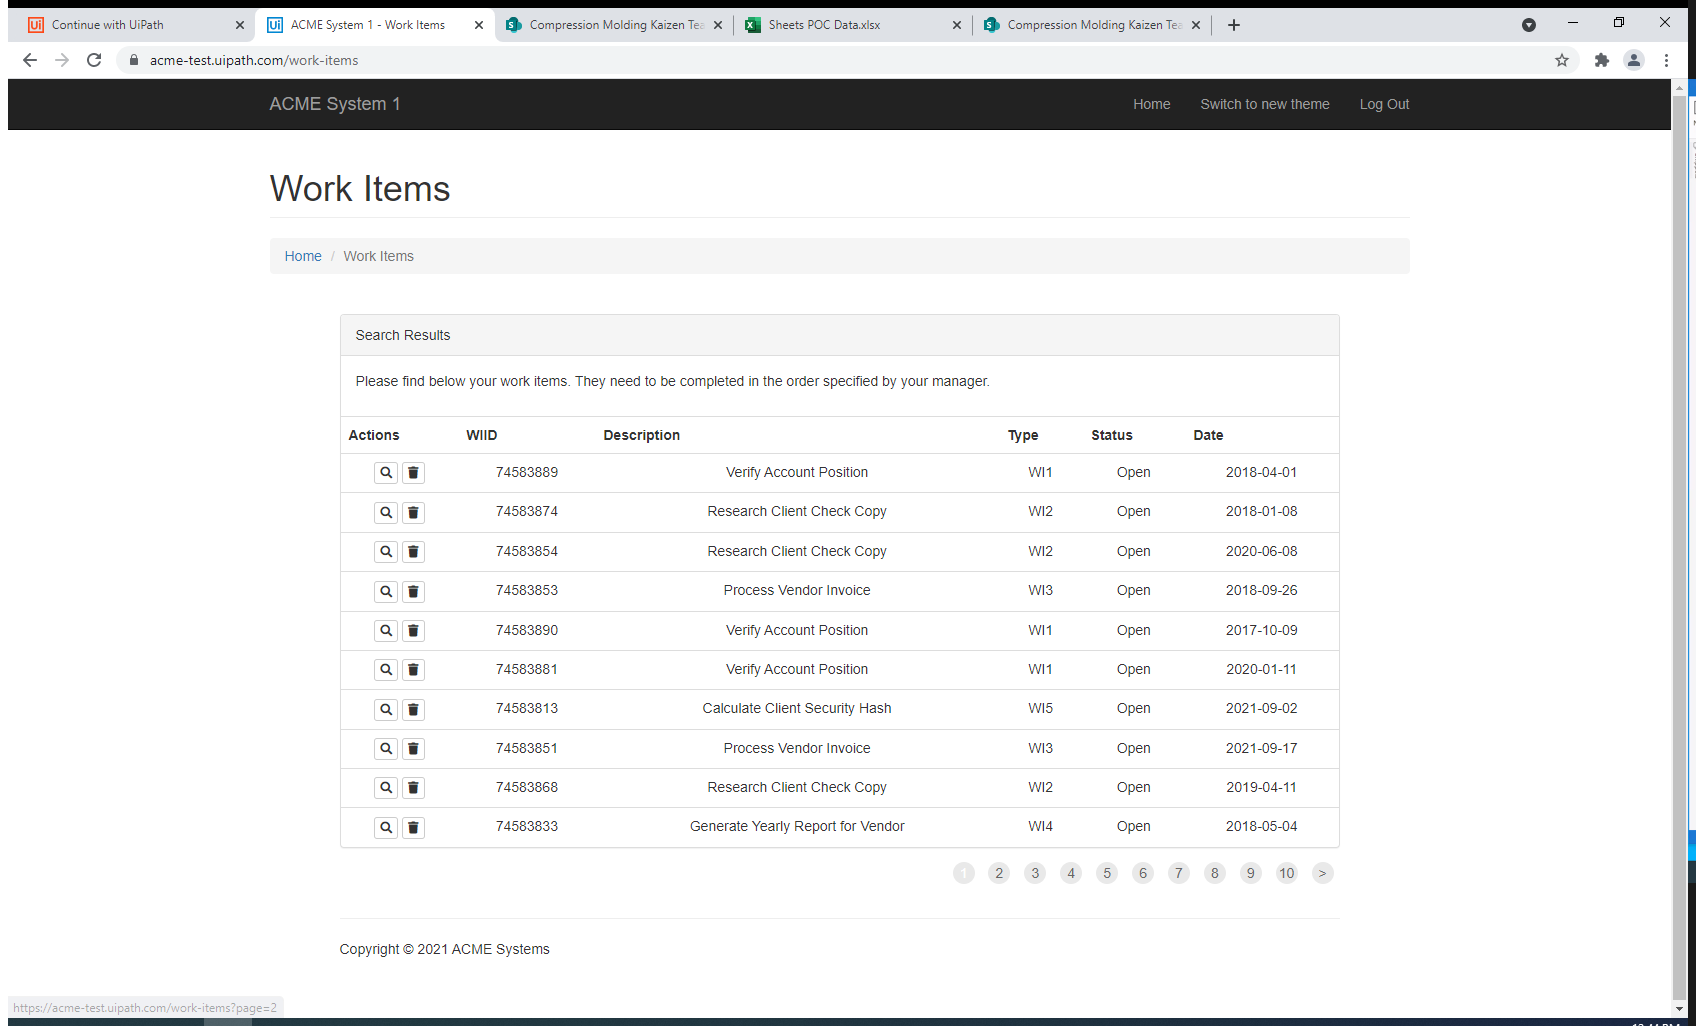 Continue with UiPath
ACME System 1 - Work Items
Compression Molding Kaizen Tea
Sheets POC Data.xlsx
Compression Molding Kaizen Tea
acme-test.uipath.com/work-items
ACME System 1 Home Switch to new theme Log Out
Work Items
Home / Work Items
Search Results
Please find below your work items. They need to be completed in the order specified by your manager.
Actions WIID Description Type Status Date
74583889 Verify Account Position WI1 Open 2018-04-01
74583874 Research Client Check Copy WI2 Open 2018-01-08
74583854 Research Client Check Copy WI2 Open 2020-06-08
74583853 Process Vendor Invoice WI3 Open 2018-09-26
74583890 Verify Account Position WI1 Open 2017-10-09
74583881 Verify Account Position WI1 Open 2020-01-11
74583813 Calculate Client Security Hash WI5 Open 2021-09-02
74583851 Process Vendor Invoice WI3 Open 2021-09-17
74583868 Research Client Check Copy WI2 Open 2019-04-11
74583833 Generate Yearly Report for Vendor WI4 Open 2018-05-04
1 2 3 4 5 6 7 8 9 10 >
Copyright © 2021 ACME Systems
https://acme-test.uipath.com/work-items?page=2